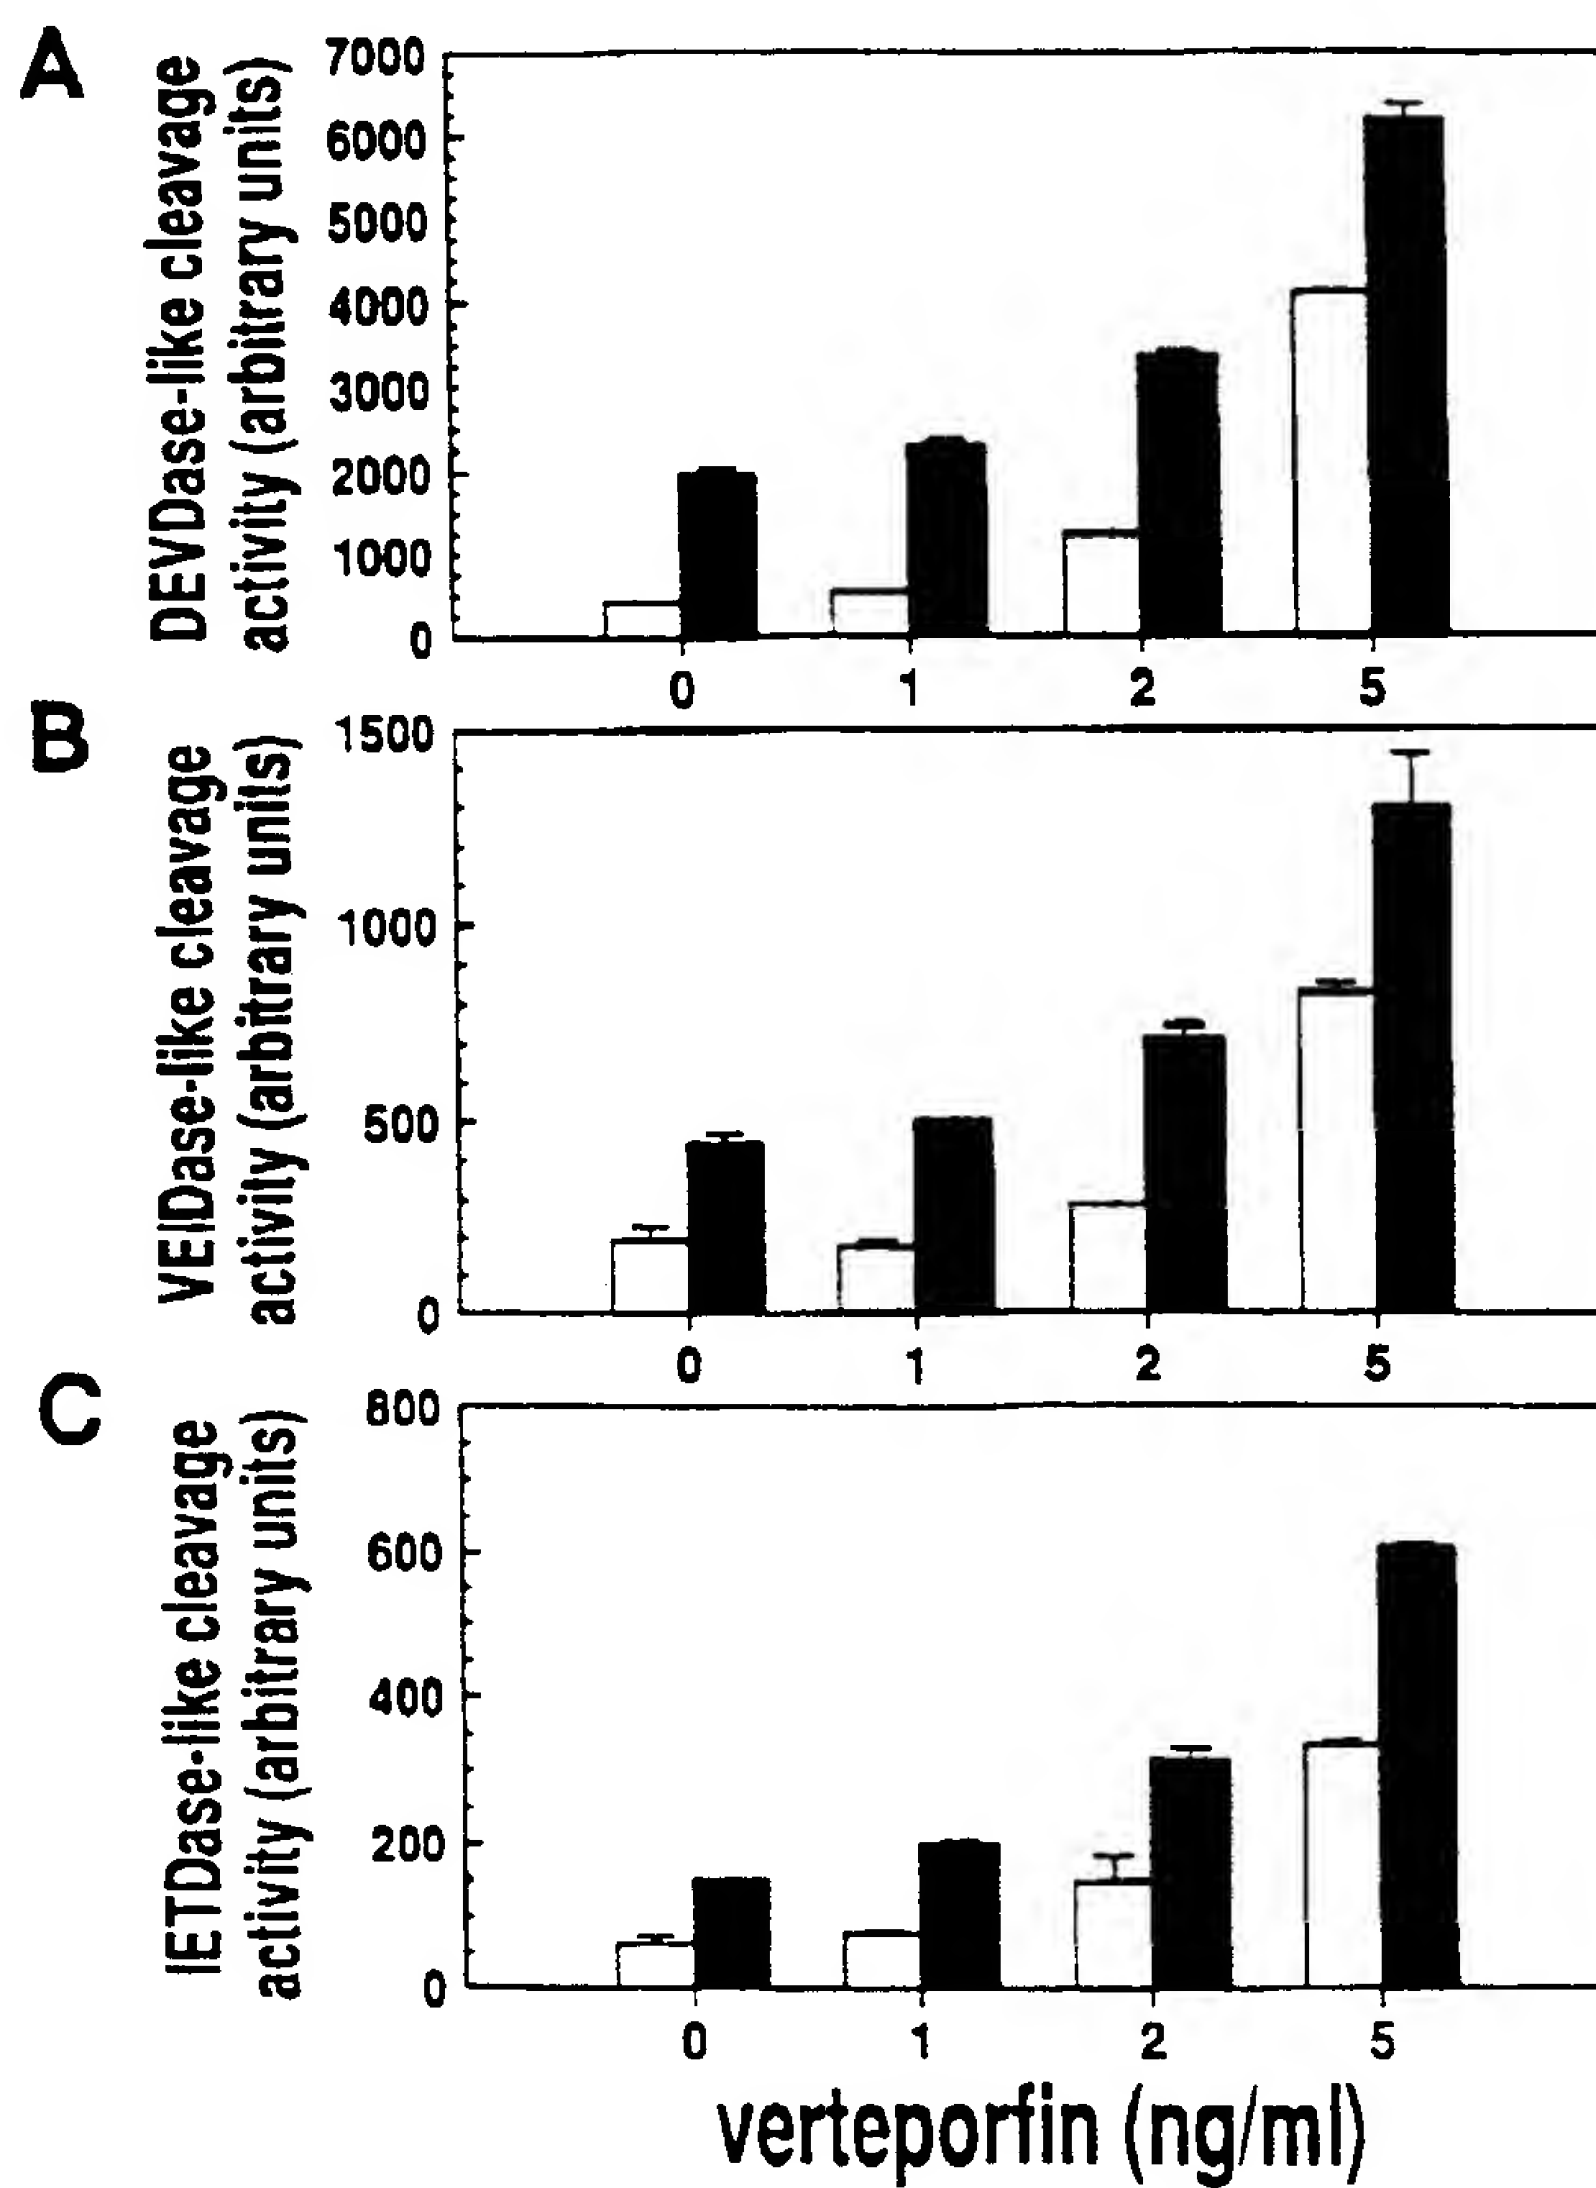 A
DEVDase-like cleavage
activity (arbitrary units)
7000
6000
5000
4000
3000
2000
1000
0
0 1 2 5
B
VEIDase-like cleavage
activity (arbitrary units)
1500
1000
500
0
0 1 2 5
C
IETDase-like cleavage
activity (arbitrary units)
800
600
400
200
0
0 1 2 5
verteporfin (ng/ml)